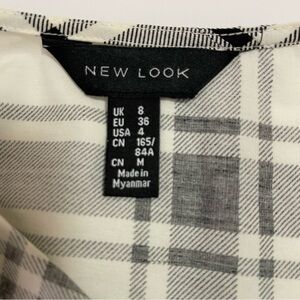 NEW LOOK
UK 8
EU 36
USA 4
CN 165/
84A
CN M
Made in
Myanmar